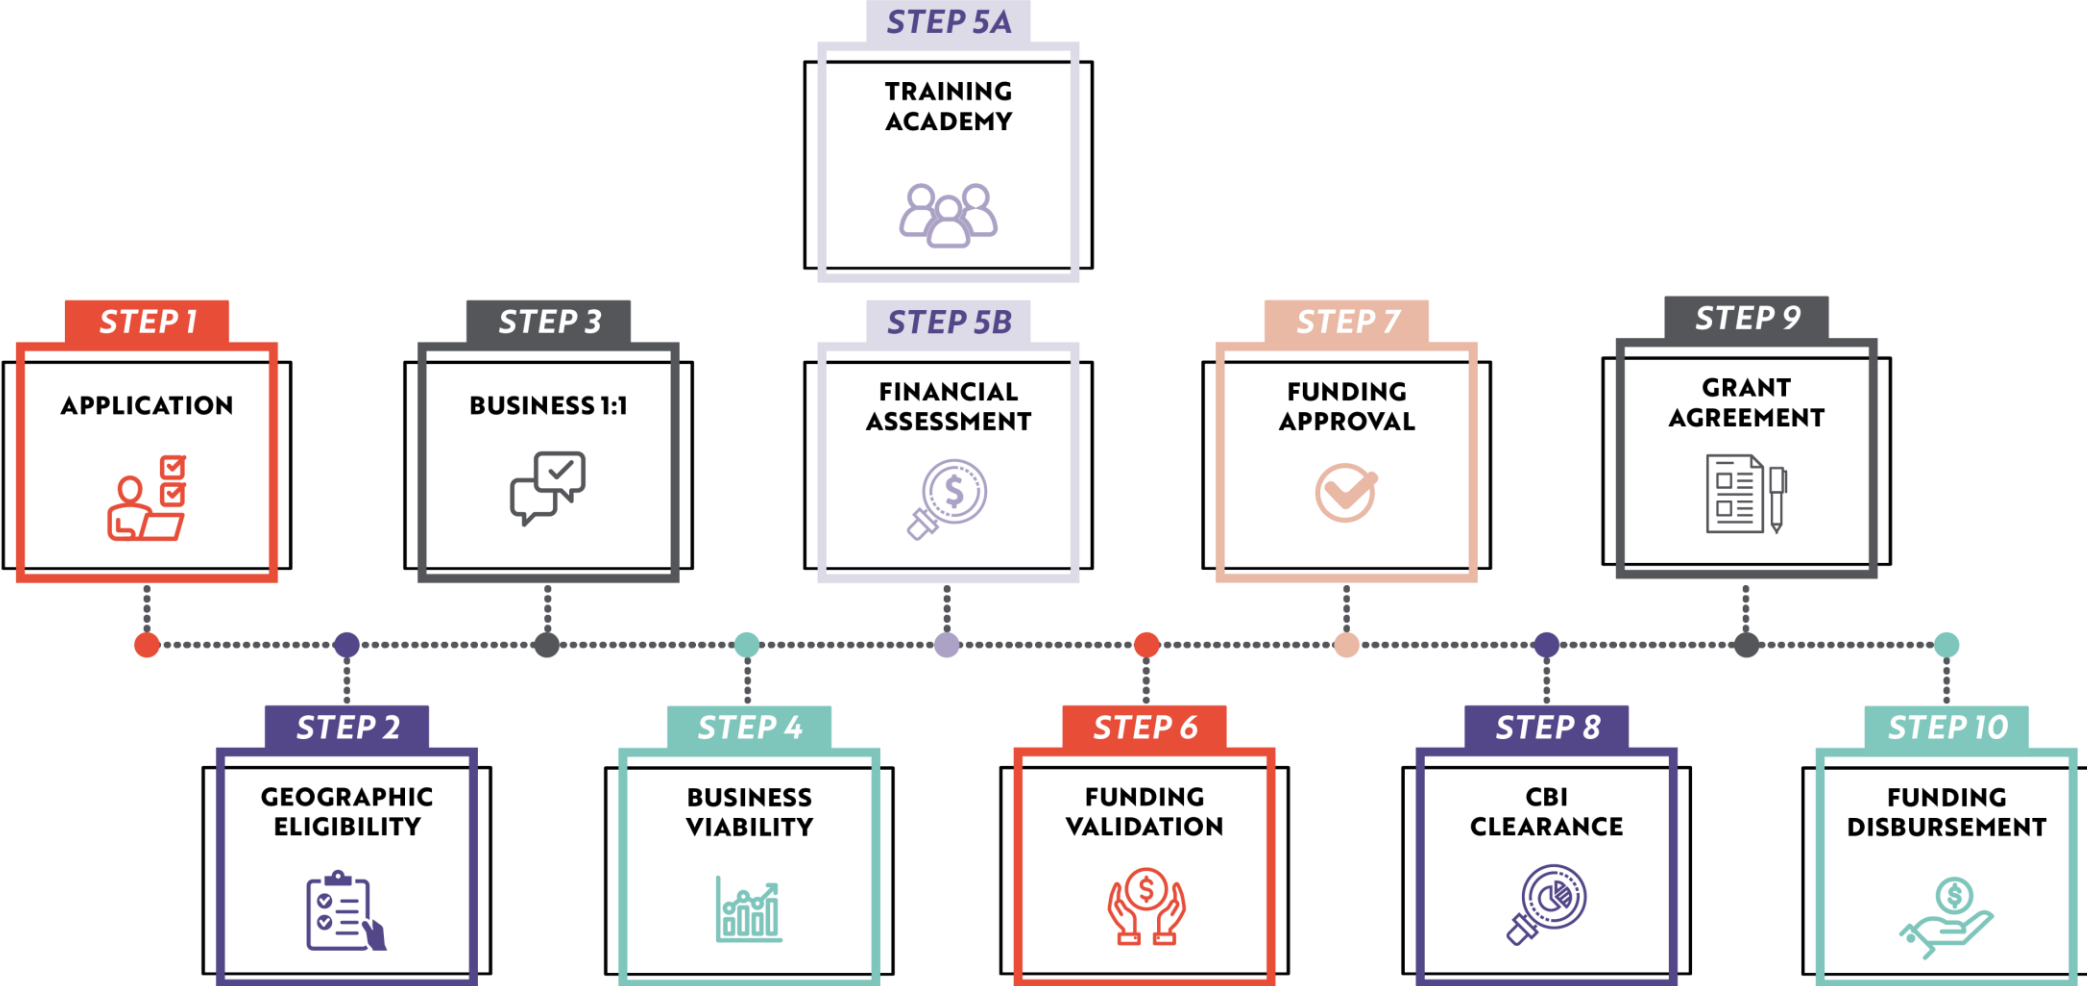 STEP 5A
TRAINING
ACADEMY
STEP 1
APPLICATION
STEP 3
BUSINESS 1:1
STEP 5B
FINANCIAL
ASSESSMENT
STEP 7
FUNDING
APPROVAL
STEP 9
GRANT
AGREEMENT
STEP 2
GEOGRAPHIC
ELIGIBILITY
STEP 4
BUSINESS
VIABILITY
STEP 6
FUNDING
VALIDATION
STEP 8
CBI
CLEARANCE
STEP 10
FUNDING
DISBURSEMENT